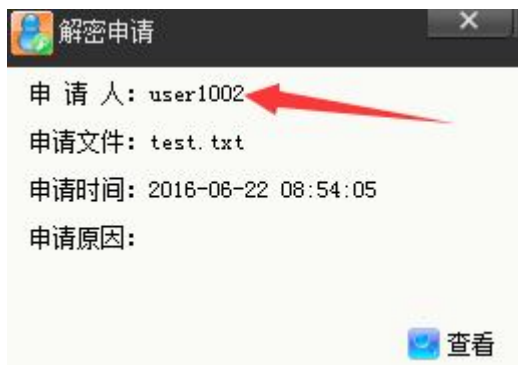 解密申请
申 请 人：user1002
申请文件：test.txt
申请时间：2016-06-22 08:54:05
申请原因：
查看